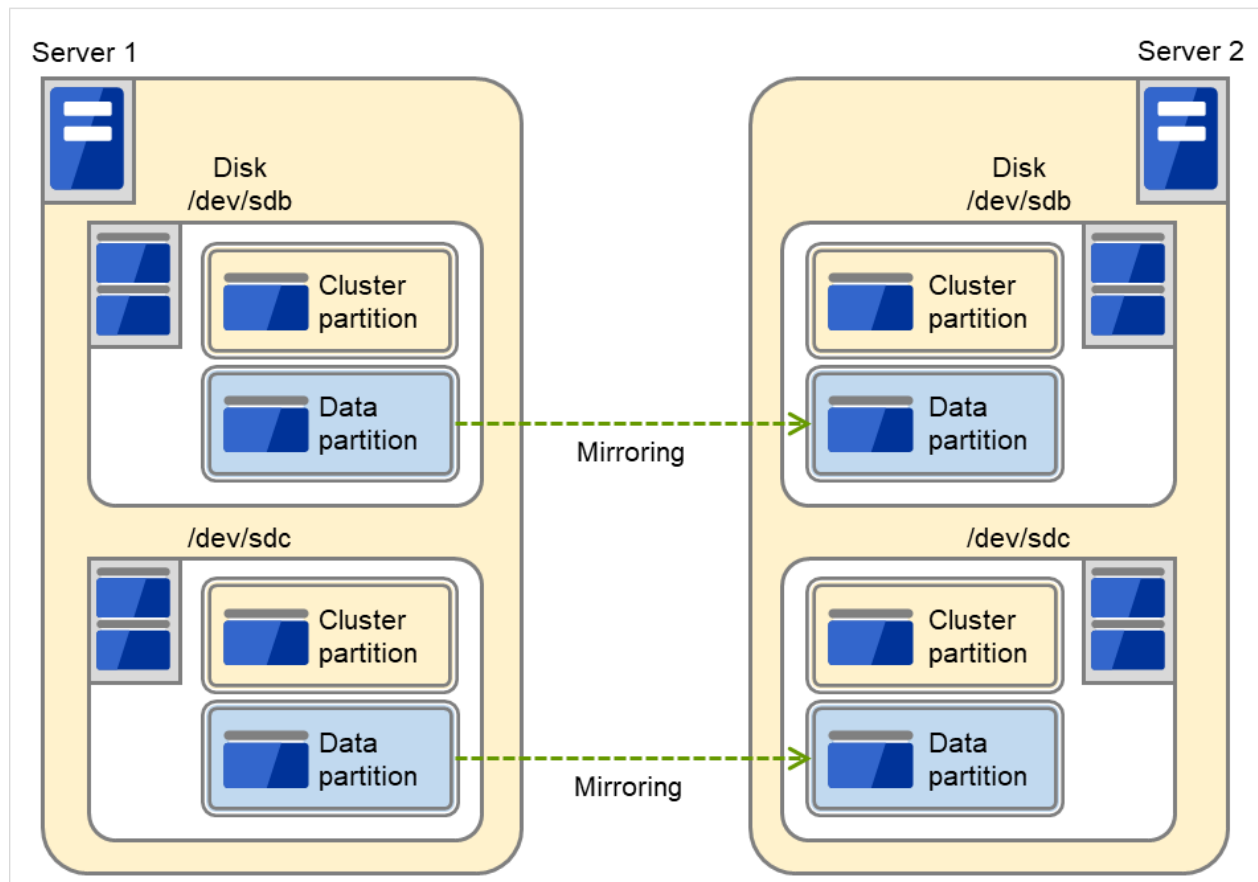 Server 1
Server 2
Disk
/dev/sdb
Disk
/dev/sdb
Cluster
partition
Cluster
partition
Data
partition
Data
partition
Mirroring
/dev/sdc
/dev/sdc
Cluster
partition
Cluster
partition
Data
partition
Data
partition
Mirroring